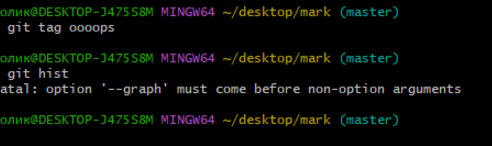 олик@DESKTOP-J475S8M MINGW64 ~/desktop/mark (master)
git tag oooops
олик@DESKTOP-J475S8M MINGW64 ~/desktop/mark (master)
git hist
atal: option '--graph' must come before non-option arguments
олик@DESKTOP-J475S8M MINGW64 ~/desktop/mark (master)